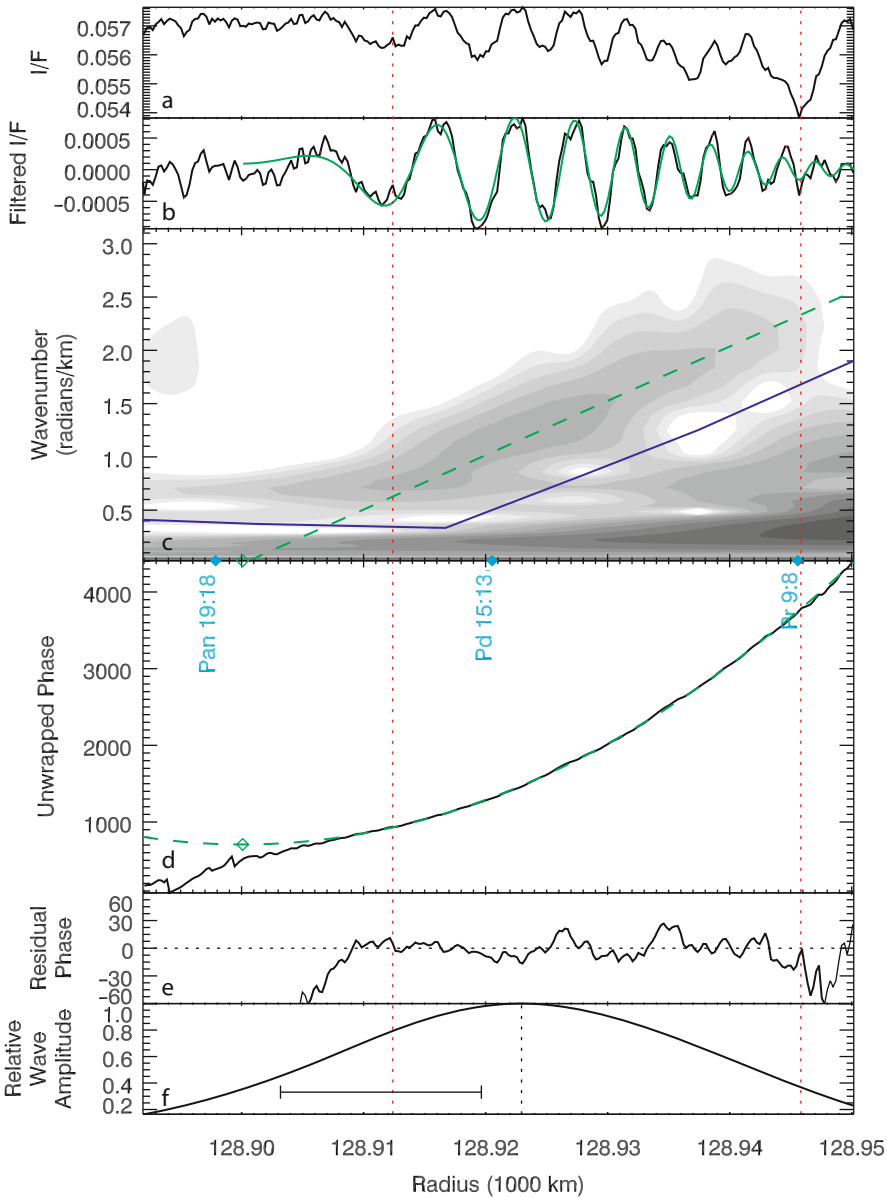 0.057
0.056
0.055
0.054
I/F
a
0.0005
0.0000
−0.0005
Filtered I/F
b
3.0
2.5
2.0
1.5
1.0
0.5
Wavenumber
(radians/km)
c
Pan 19:18
Pd 15:13
Pr 9:8
4000
3000
2000
1000
Unwrapped Phase
d
60
30
0
−30
−60
Residual
Phase
e
1.0
0.8
0.6
0.4
0.2
Relative
Wave
Amplitude
f
128.90
128.91
128.92
128.93
128.94
128.95
Radius (1000 km)